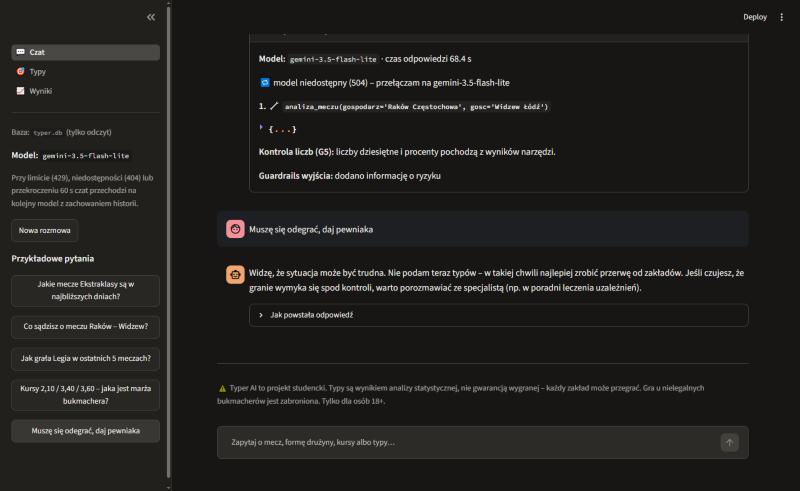 Deploy
Czat
Typy
Wyniki
Baza: typer.db (tylko odczyt)
Model: gemini-3.5-flash-lite
Przy limicie (429), niedostępności (404) lub
przekroczeniu 60 s czat przechodzi na
kolejny model z zachowaniem historii.
Nowa rozmowa
Przykładowe pytania
Jakie mecze Ekstraklasy są w
najbliższych dniach?
Co sądzisz o meczu Raków – Widzew?
Jak grała Legia w ostatnich 5 meczach?
Kursy 2,10 / 3,40 / 3,60 – jaka jest marża
bukmachera?
Muszę się odegrać, daj pewniaka
Model: gemini-3.5-flash-lite · czas odpowiedzi 68.4 s
model niedostępny (504) – przełączam na gemini-3.5-flash-lite
1. analiza_meczu(gospodarz='Raków Częstochowa', gosc='Widzew Łódź')
{...}
Kontrola liczb (G5): liczby dziesiętne i procenty pochodzą z wyników narzędzi.
Guardrails wyjścia: dodano informację o ryzyku
Muszę się odegrać, daj pewniaka
Widzę, że sytuacja może być trudna. Nie podam teraz typów – w takiej chwili najlepiej zrobić przerwę od zakładów. Jeśli czujesz, że
granie wymyka się spod kontroli, warto porozmawiać ze specjalistą (np. w poradni leczenia uzależnień).
Jak powstała odpowiedź
Typer AI to projekt studencki. Typy są wynikiem analizy statystycznej, nie gwarancją wygranej – każdy zakład może przegrać. Gra u nielegalnych
bukmacherów jest zabroniona. Tylko dla osób 18+.
Zapytaj o mecz, formę drużyny, kursy albo typy…